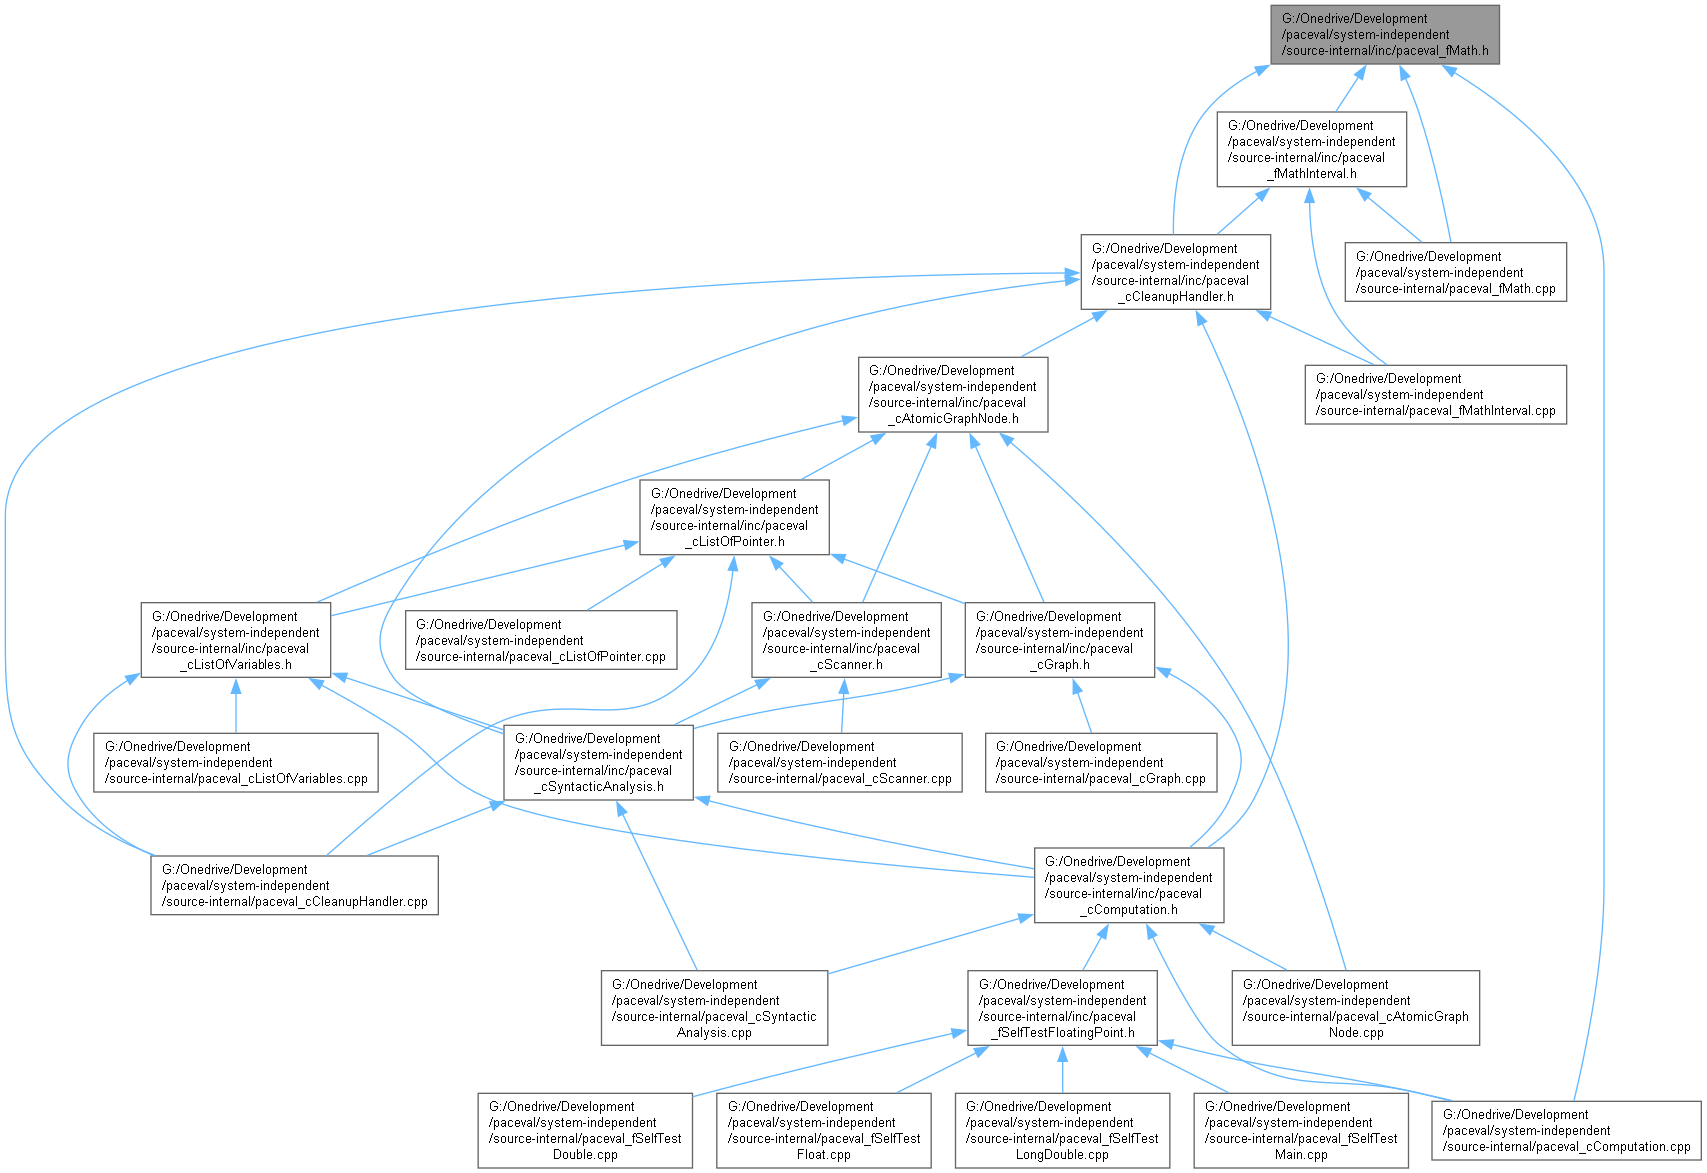 G:/Onedrive/Development
/paceval/system-independent
/source-internal/inc/paceval_fMath.h
G:/Onedrive/Development
/paceval/system-independent
/source-internal/inc/paceval
_fMathInterval.h
G:/Onedrive/Development
/paceval/system-independent
/source-internal/inc/paceval
_cCleanupHandler.h
G:/Onedrive/Development
/paceval/system-independent
/source-internal/paceval_fMath.cpp
G:/Onedrive/Development
/paceval/system-independent
/source-internal/inc/paceval
_cAtomicGraphNode.h
G:/Onedrive/Development
/paceval/system-independent
/source-internal/paceval_fMathInterval.cpp
G:/Onedrive/Development
/paceval/system-independent
/source-internal/inc/paceval
_cListOfPointer.h
G:/Onedrive/Development
/paceval/system-independent
/source-internal/inc/paceval
_cListOfVariables.h
G:/Onedrive/Development
/paceval/system-independent
/source-internal/paceval_cListOfPointer.cpp
G:/Onedrive/Development
/paceval/system-independent
/source-internal/inc/paceval
_cScanner.h
G:/Onedrive/Development
/paceval/system-independent
/source-internal/inc/paceval
_cGraph.h
G:/Onedrive/Development
/paceval/system-independent
/source-internal/paceval_cListOfVariables.cpp
G:/Onedrive/Development
/paceval/system-independent
/source-internal/inc/paceval
_cSyntacticAnalysis.h
G:/Onedrive/Development
/paceval/system-independent
/source-internal/paceval_cScanner.cpp
G:/Onedrive/Development
/paceval/system-independent
/source-internal/paceval_cGraph.cpp
G:/Onedrive/Development
/paceval/system-independent
/source-internal/paceval_cCleanupHandler.cpp
G:/Onedrive/Development
/paceval/system-independent
/source-internal/inc/paceval
_cComputation.h
G:/Onedrive/Development
/paceval/system-independent
/source-internal/paceval_cSyntactic
Analysis.cpp
G:/Onedrive/Development
/paceval/system-independent
/source-internal/inc/paceval
_fSelfTestFloatingPoint.h
G:/Onedrive/Development
/paceval/system-independent
/source-internal/paceval_cAtomicGraph
Node.cpp
G:/Onedrive/Development
/paceval/system-independent
/source-internal/paceval_fSelfTest
Double.cpp
G:/Onedrive/Development
/paceval/system-independent
/source-internal/paceval_fSelfTest
Float.cpp
G:/Onedrive/Development
/paceval/system-independent
/source-internal/paceval_fSelfTest
LongDouble.cpp
G:/Onedrive/Development
/paceval/system-independent
/source-internal/paceval_fSelfTest
Main.cpp
G:/Onedrive/Development
/paceval/system-independent
/source-internal/paceval_cComputation.cpp